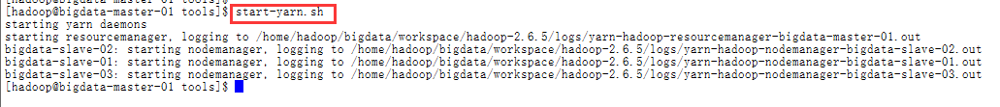 [hadoop@bigdata-master-01 tools]$ start-yarn.sh
starting yarn daemons
starting resourcemanager, logging to /home/hadoop/bigdata/workspace/hadoop-2.6.5/logs/yarn-hadoop-resourcemanager-bigdata-master-01.out
bigdata-slave-02: starting nodemanager, logging to /home/hadoop/bigdata/workspace/hadoop-2.6.5/logs/yarn-hadoop-nodemanager-bigdata-slave-02.out
bigdata-slave-01: starting nodemanager, logging to /home/hadoop/bigdata/workspace/hadoop-2.6.5/logs/yarn-hadoop-nodemanager-bigdata-slave-01.out
bigdata-slave-03: starting nodemanager, logging to /home/hadoop/bigdata/workspace/hadoop-2.6.5/logs/yarn-hadoop-nodemanager-bigdata-slave-03.out
[hadoop@bigdata-master-01 tools]$